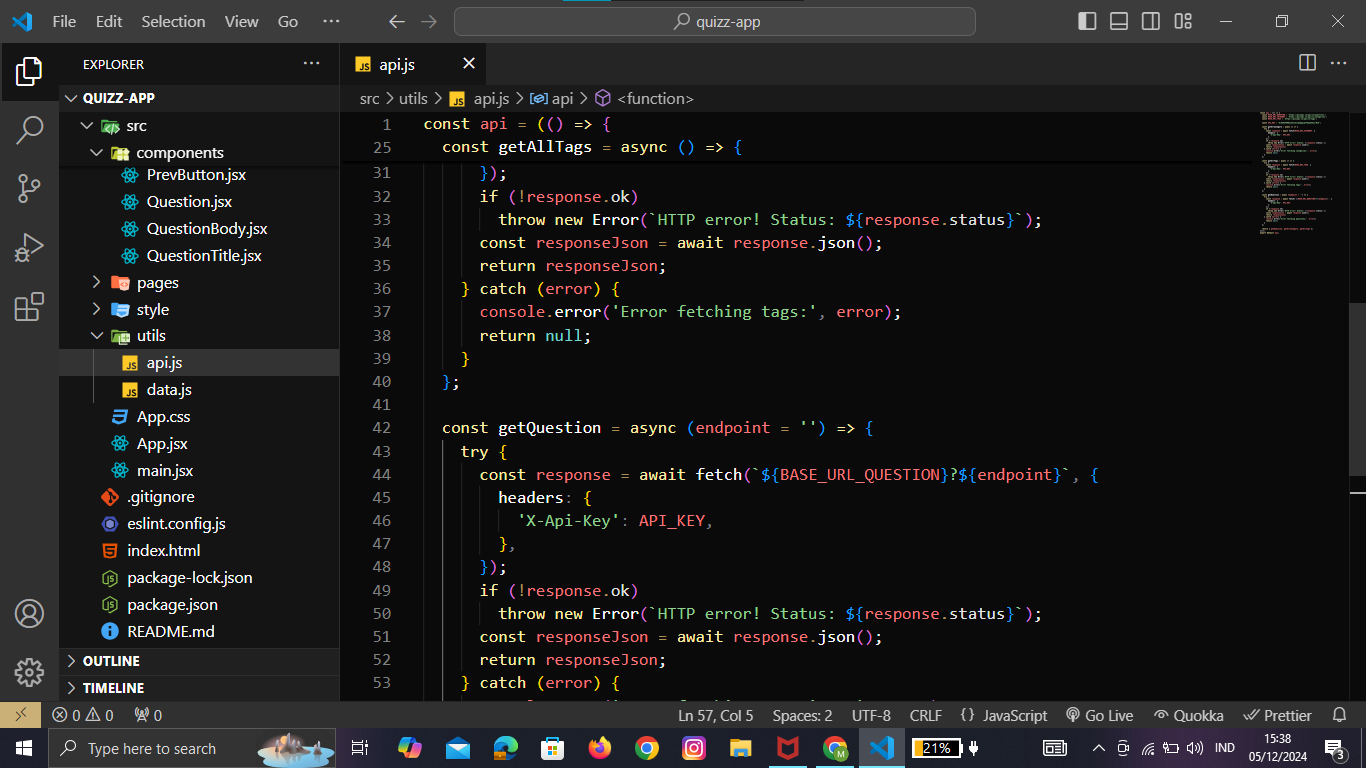 File Edit Selection View Go ··· quizz-app
EXPLORER ···
QUIZZ-APP
src
components
PrevButton.jsx
Question.jsx
QuestionBody.jsx
QuestionTitle.jsx
pages
style
utils
JS api.js
JS data.js
App.css
App.jsx
main.jsx
.gitignore
eslint.config.js
index.html
package-lock.json
package.json
README.md
OUTLINE
TIMELINE
JS api.js
src > utils > JS api.js > api > <function>
1 const api = (() => {
25 const getAllTags = async () => {
31 });
32 if (!response.ok)
33 throw new Error(`HTTP error! Status: ${response.status}`);
34 const responseJson = await response.json();
35 return responseJson;
36 } catch (error) {
37 console.error('Error fetching tags:', error);
38 return null;
39 }
40 };
41
42 const getQuestion = async (endpoint = '') => {
43 try {
44 const response = await fetch(`${BASE_URL_QUESTION}?${endpoint}`, {
45 headers: {
46 'X-Api-Key': API_KEY,
47 },
48 });
49 if (!response.ok)
50 throw new Error(`HTTP error! Status: ${response.status}`);
51 const responseJson = await response.json();
52 return responseJson;
53 } catch (error) {
0 0 0 Ln 57, Col 5 Spaces: 2 UTF-8 CRLF {} JavaScript Go Live Quokka Prettier
Type here to search 21% IND 15:38
05/12/2024 3